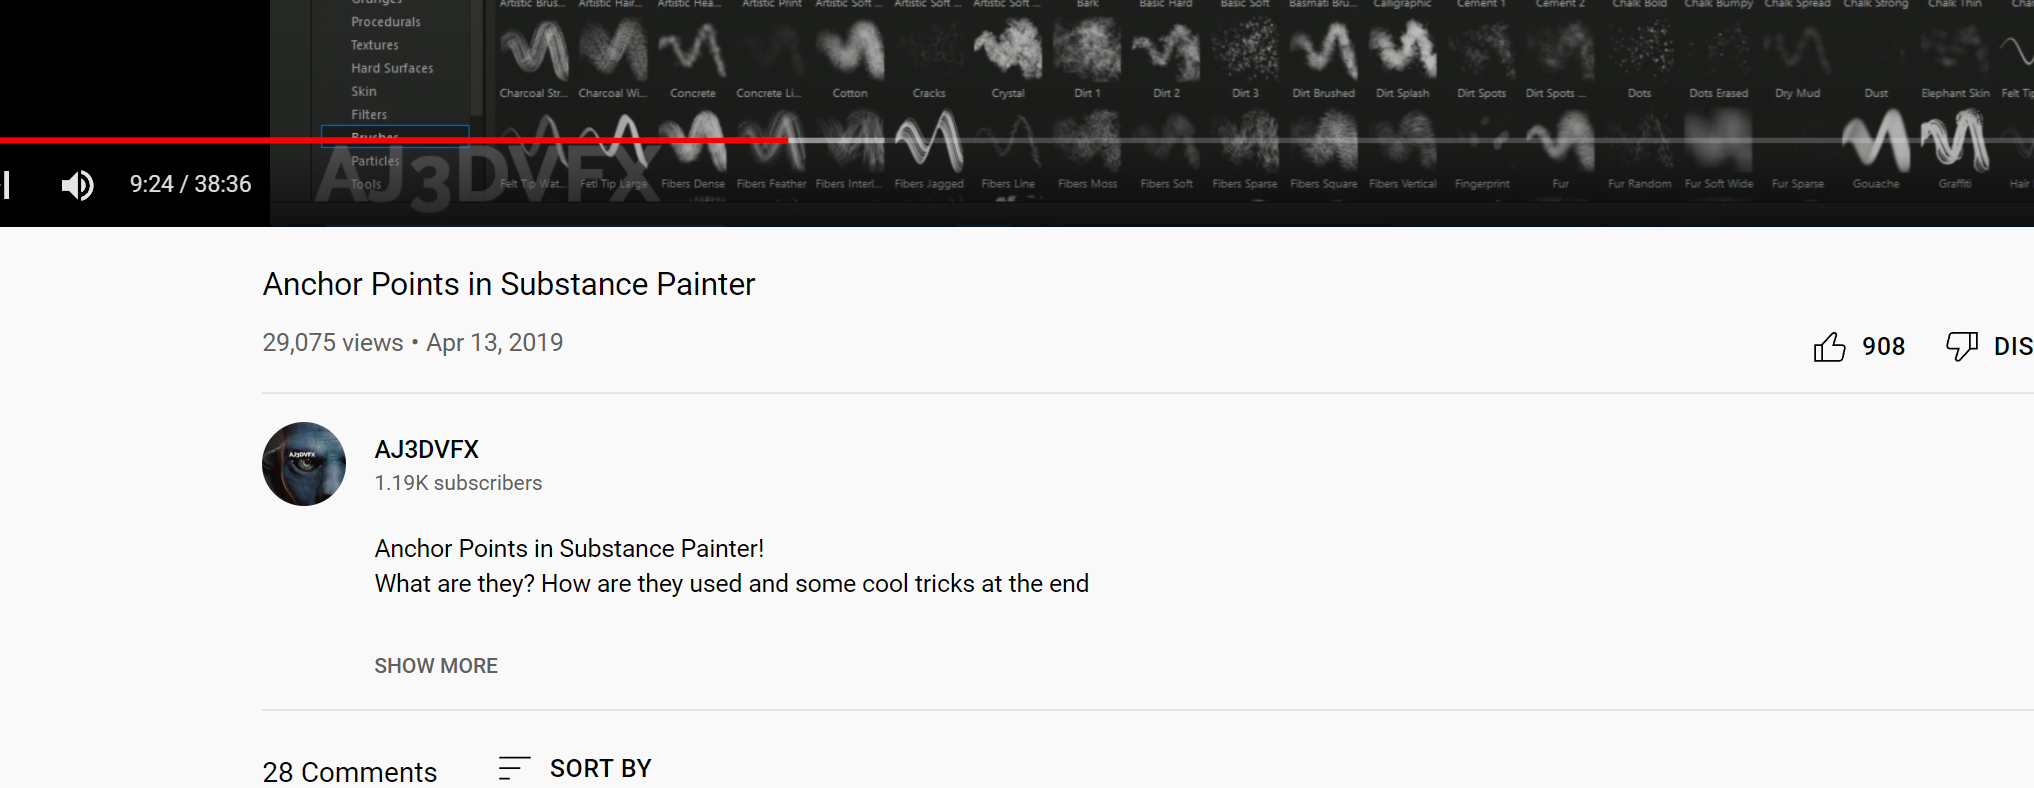 Grunges
Artistic Brus... Artistic Hair... Artistic Hea... Artistic Print Artistic Soft ... Artistic Soft ... Artistic Soft ... Bark Basic Hard Basic Soft Basmati Bru... Calligraphic Cement 1 Cement 2 Chalk Bold Chalk Bumpy Chalk Spread Chalk Strong Chalk Thin
Procedurals
Textures
Hard Surfaces
Skin
Charcoal Str... Charcoal Wi... Concrete Concrete Li... Cotton Cracks Crystal Dirt 1 Dirt 2 Dirt 3 Dirt Brushed Dirt Splash Dirt Spots Dirt Spots ... Dots Dots Erased Dry Mud Dust Elephant Skin Felt Tip
Filters
Brushes
Particles
Tools
Felt Tip Wat... Fetl Tip Large Fibers Dense Fibers Feather Fibers Interl... Fibers Jagged Fibers Line Fibers Moss Fibers Soft Fibers Sparse Fibers Square Fibers Vertical Fingerprint Fur Fur Random Fur Soft Wide Fur Sparse Gouache Graffiti Hair
AJ3DVFX
9:24 / 38:36
Anchor Points in Substance Painter
29,075 views • Apr 13, 2019
908 DIS
AJ3DVFX
AJ3DVFX
1.19K subscribers
Anchor Points in Substance Painter!
What are they? How are they used and some cool tricks at the end
SHOW MORE
28 Comments SORT BY